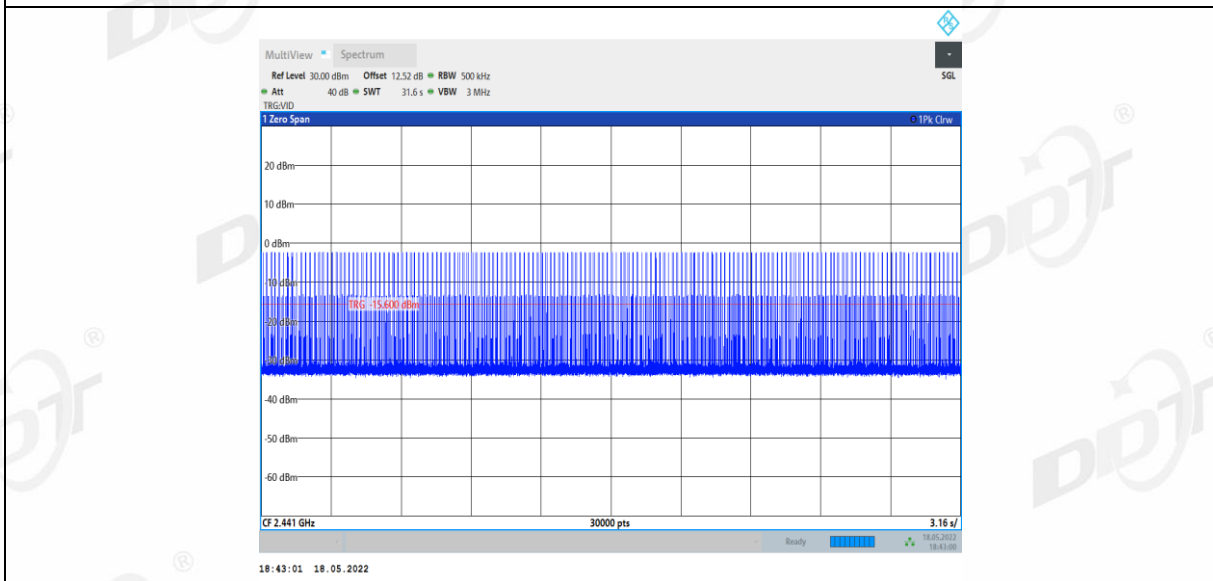 MultiView Spectrum
Ref Level 30.00 dBm Offset 12.52 dB RBW 500 kHz SGL
Att 40 dB SWT 31.6 s VBW 3 MHz
TRG:VID
1 Zero Span 1Pk Clrw
20 dBm
10 dBm
0 dBm
-10 dBm
TRG -15.600 dBm
-20 dBm
-30 dBm
-40 dBm
-50 dBm
-60 dBm
CF 2.441 GHz 30000 pts 3.16 s/
Ready 18.05.2022
18:43:00
18:43:01 18.05.2022